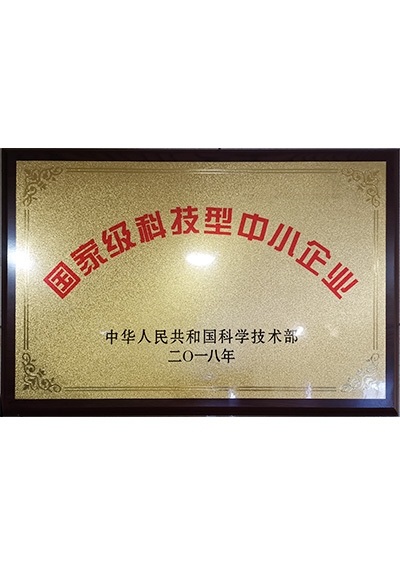 国家级科技型中小企业
中华人民共和国科学技术部
二〇一八年